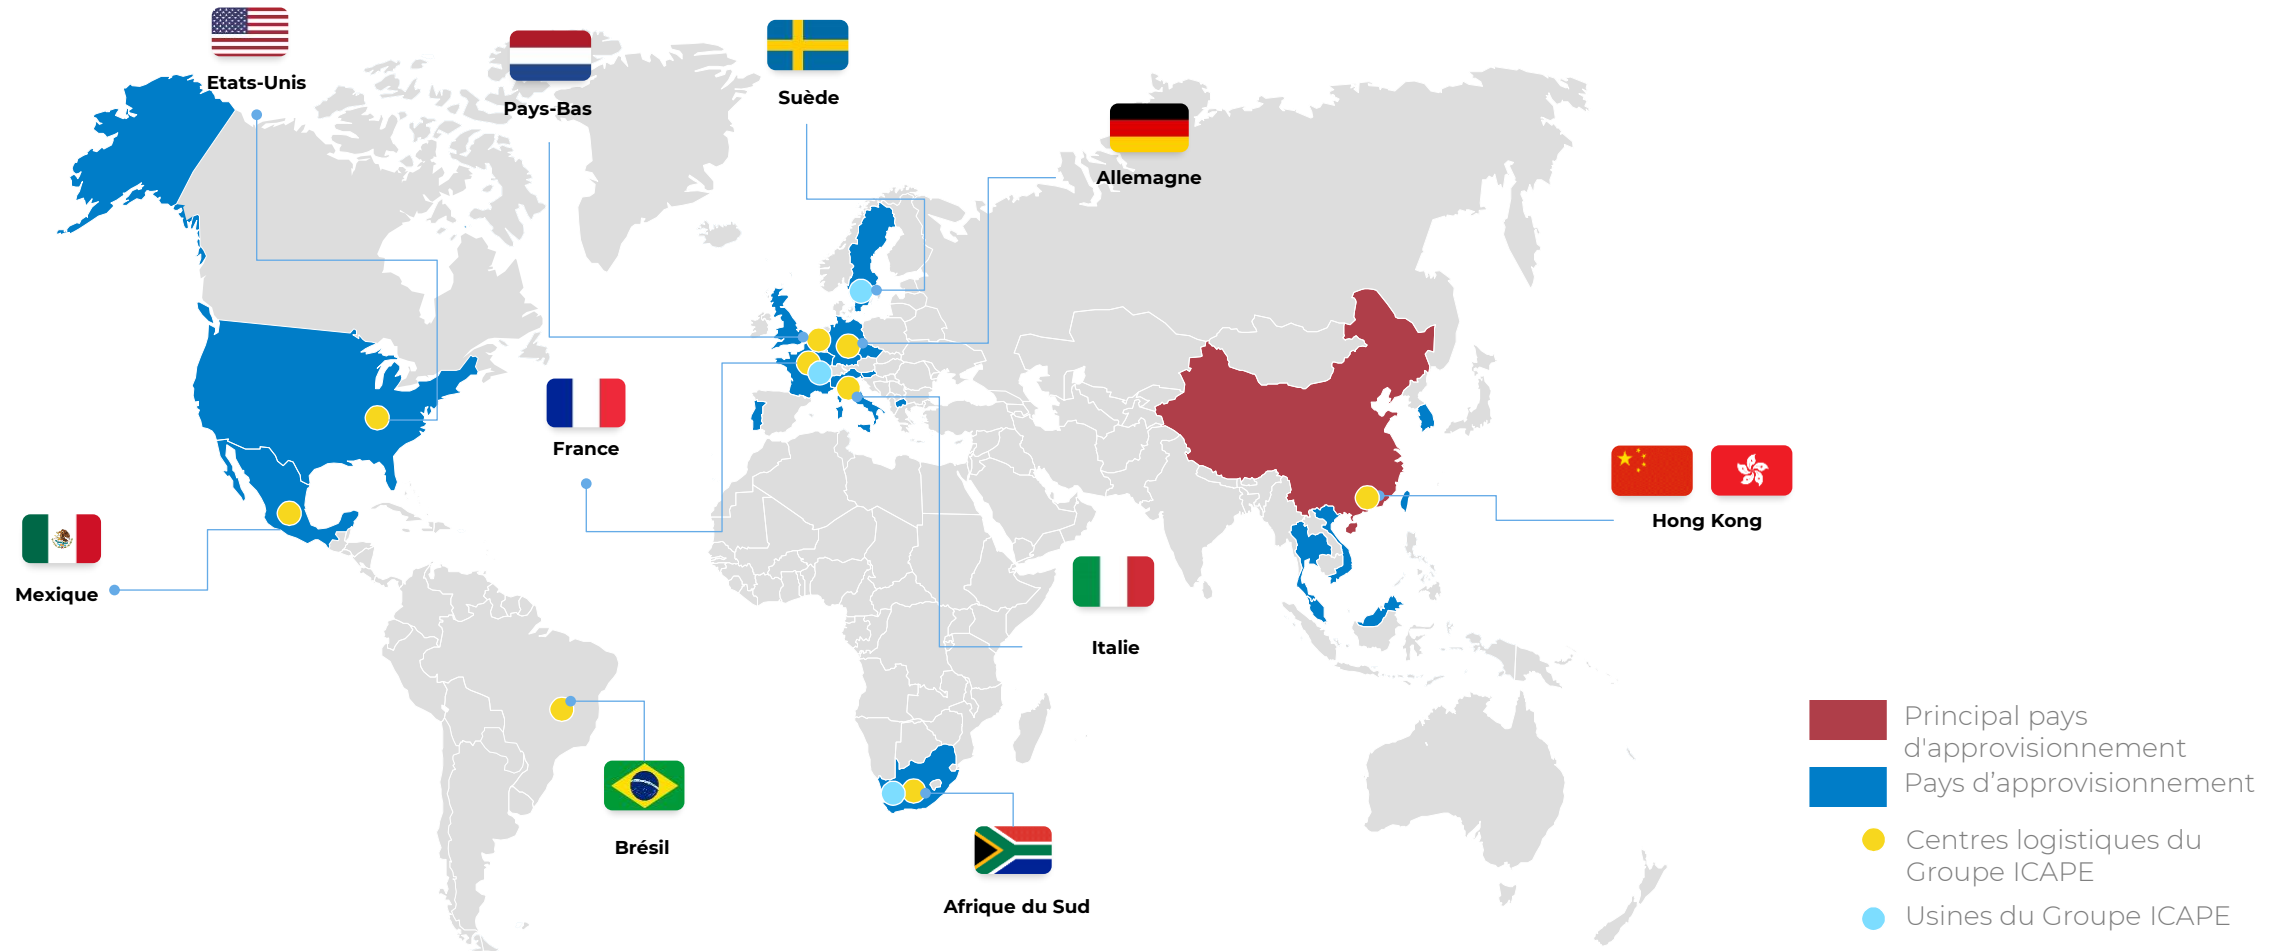 Etats-Unis
Pays-Bas
Suède
Allemagne
France
Hong Kong
Mexique
Italie
Brésil
Afrique du Sud
Principal pays
d'approvisionnement
Pays d’approvisionnement
Centres logistiques du
Groupe ICAPE
Usines du Groupe ICAPE